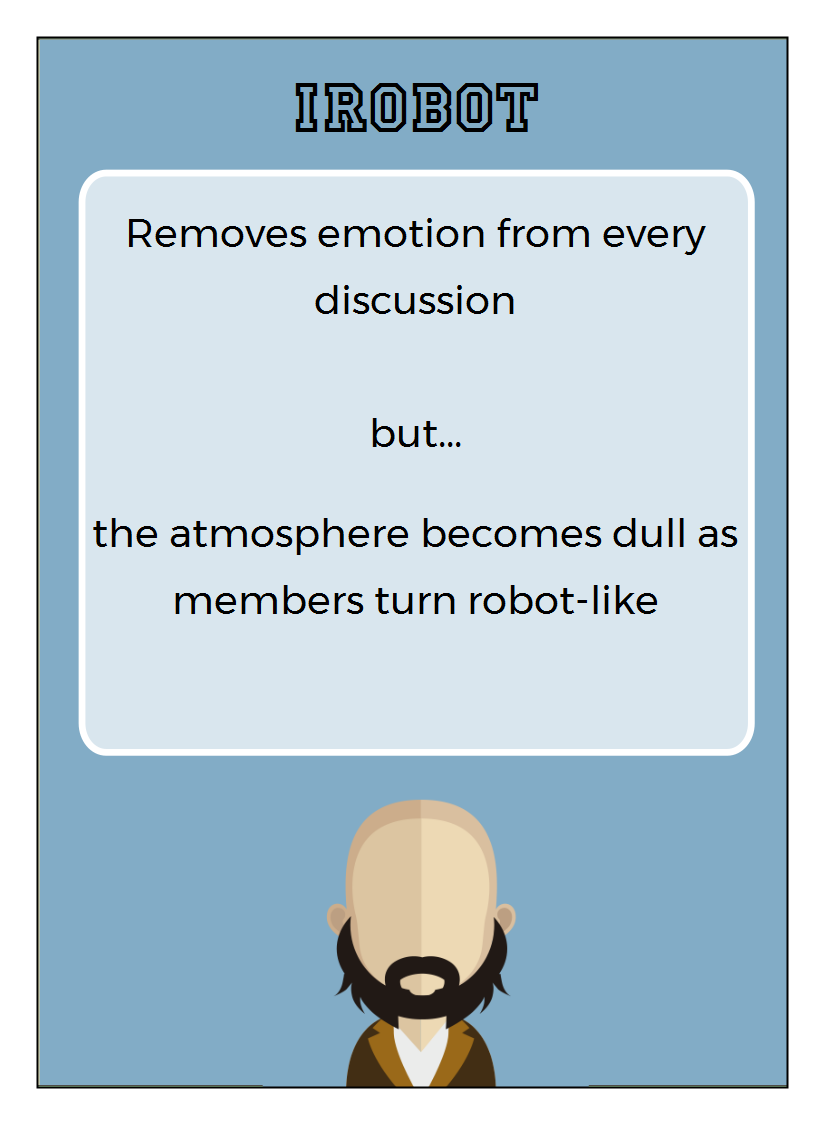 IROBOT
Removes emotion from every
discussion
but...
the atmosphere becomes dull as
members turn robot-like